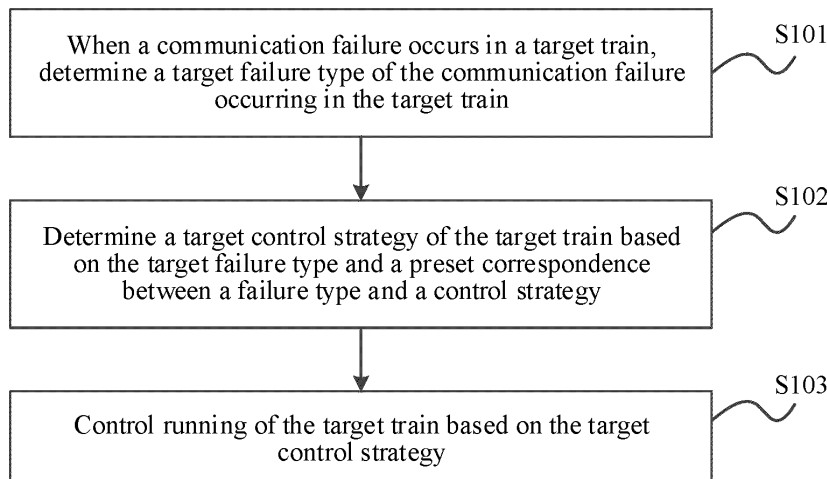 S101
When a communication failure occurs in a target train,
determine a target failure type of the communication failure
occurring in the target train
S102
Determine a target control strategy of the target train based
on the target failure type and a preset correspondence
between a failure type and a control strategy
S103
Control running of the target train based on the target
control strategy